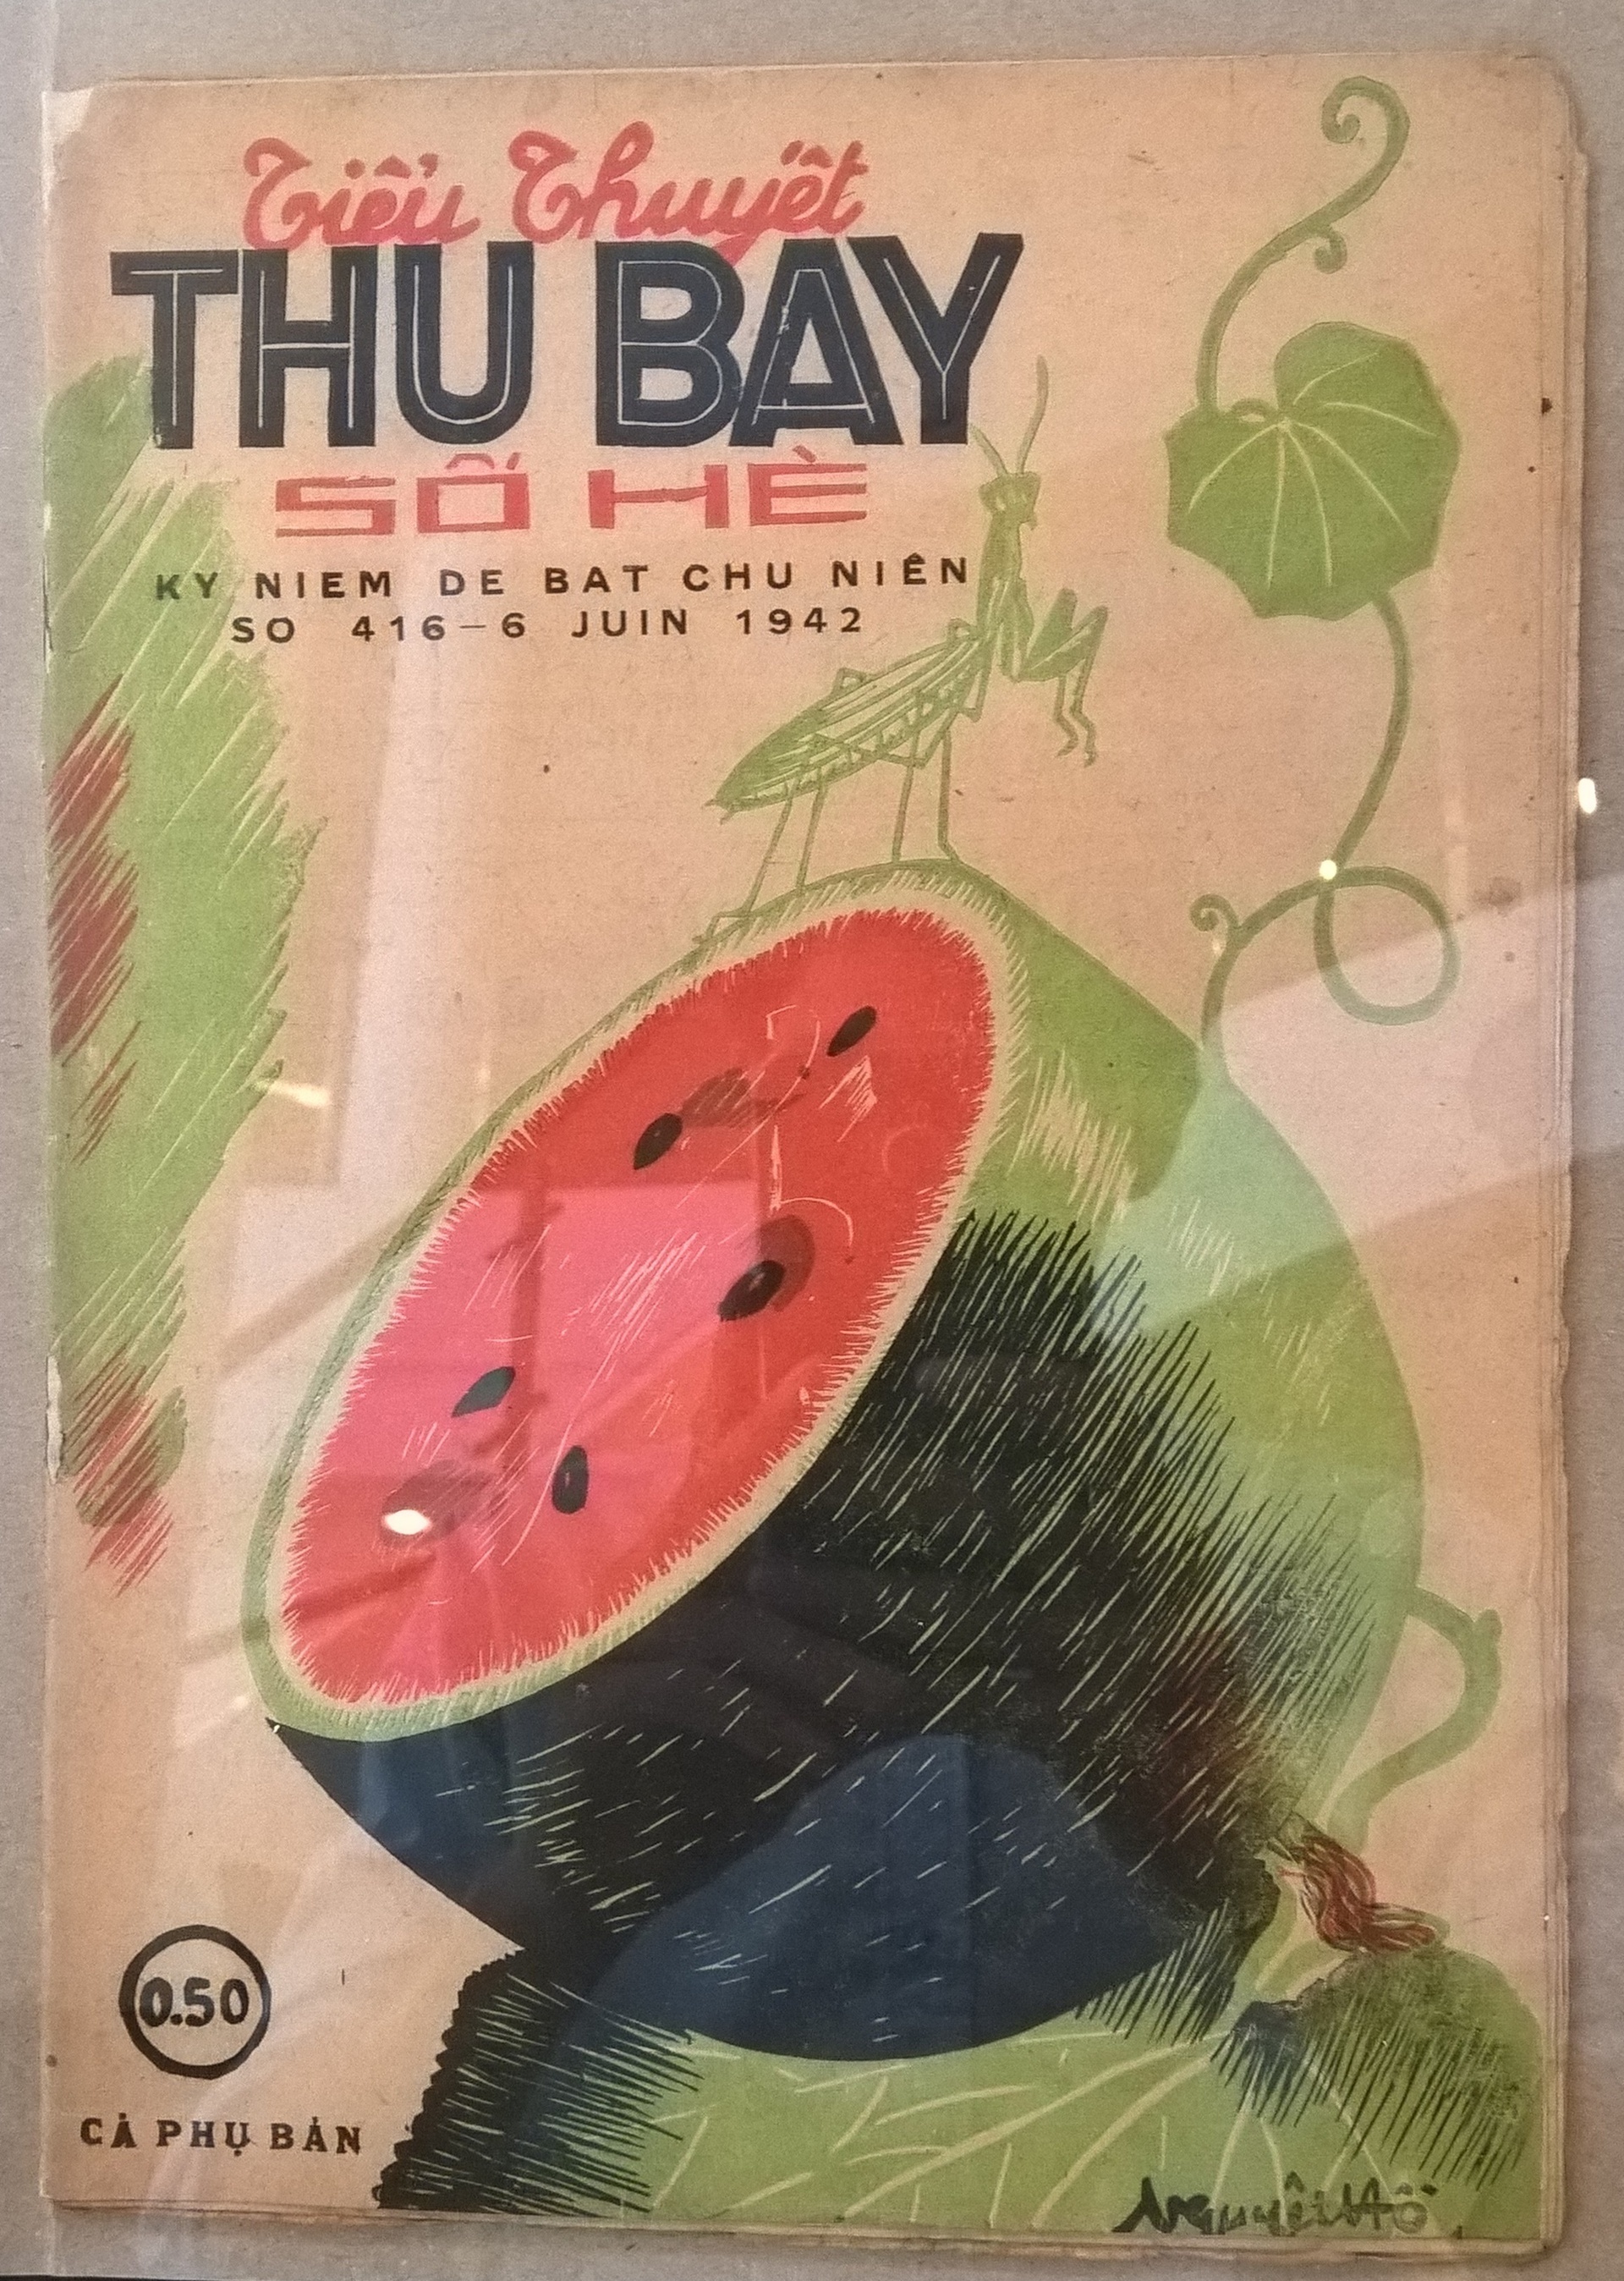 Tiểu Thuyết
THU BAY
SỐ HÈ
KY NIEM DE BAT CHU NIÊN
SO 416-6 JUIN 1942
0.50
CẢ PHỤ BẢN